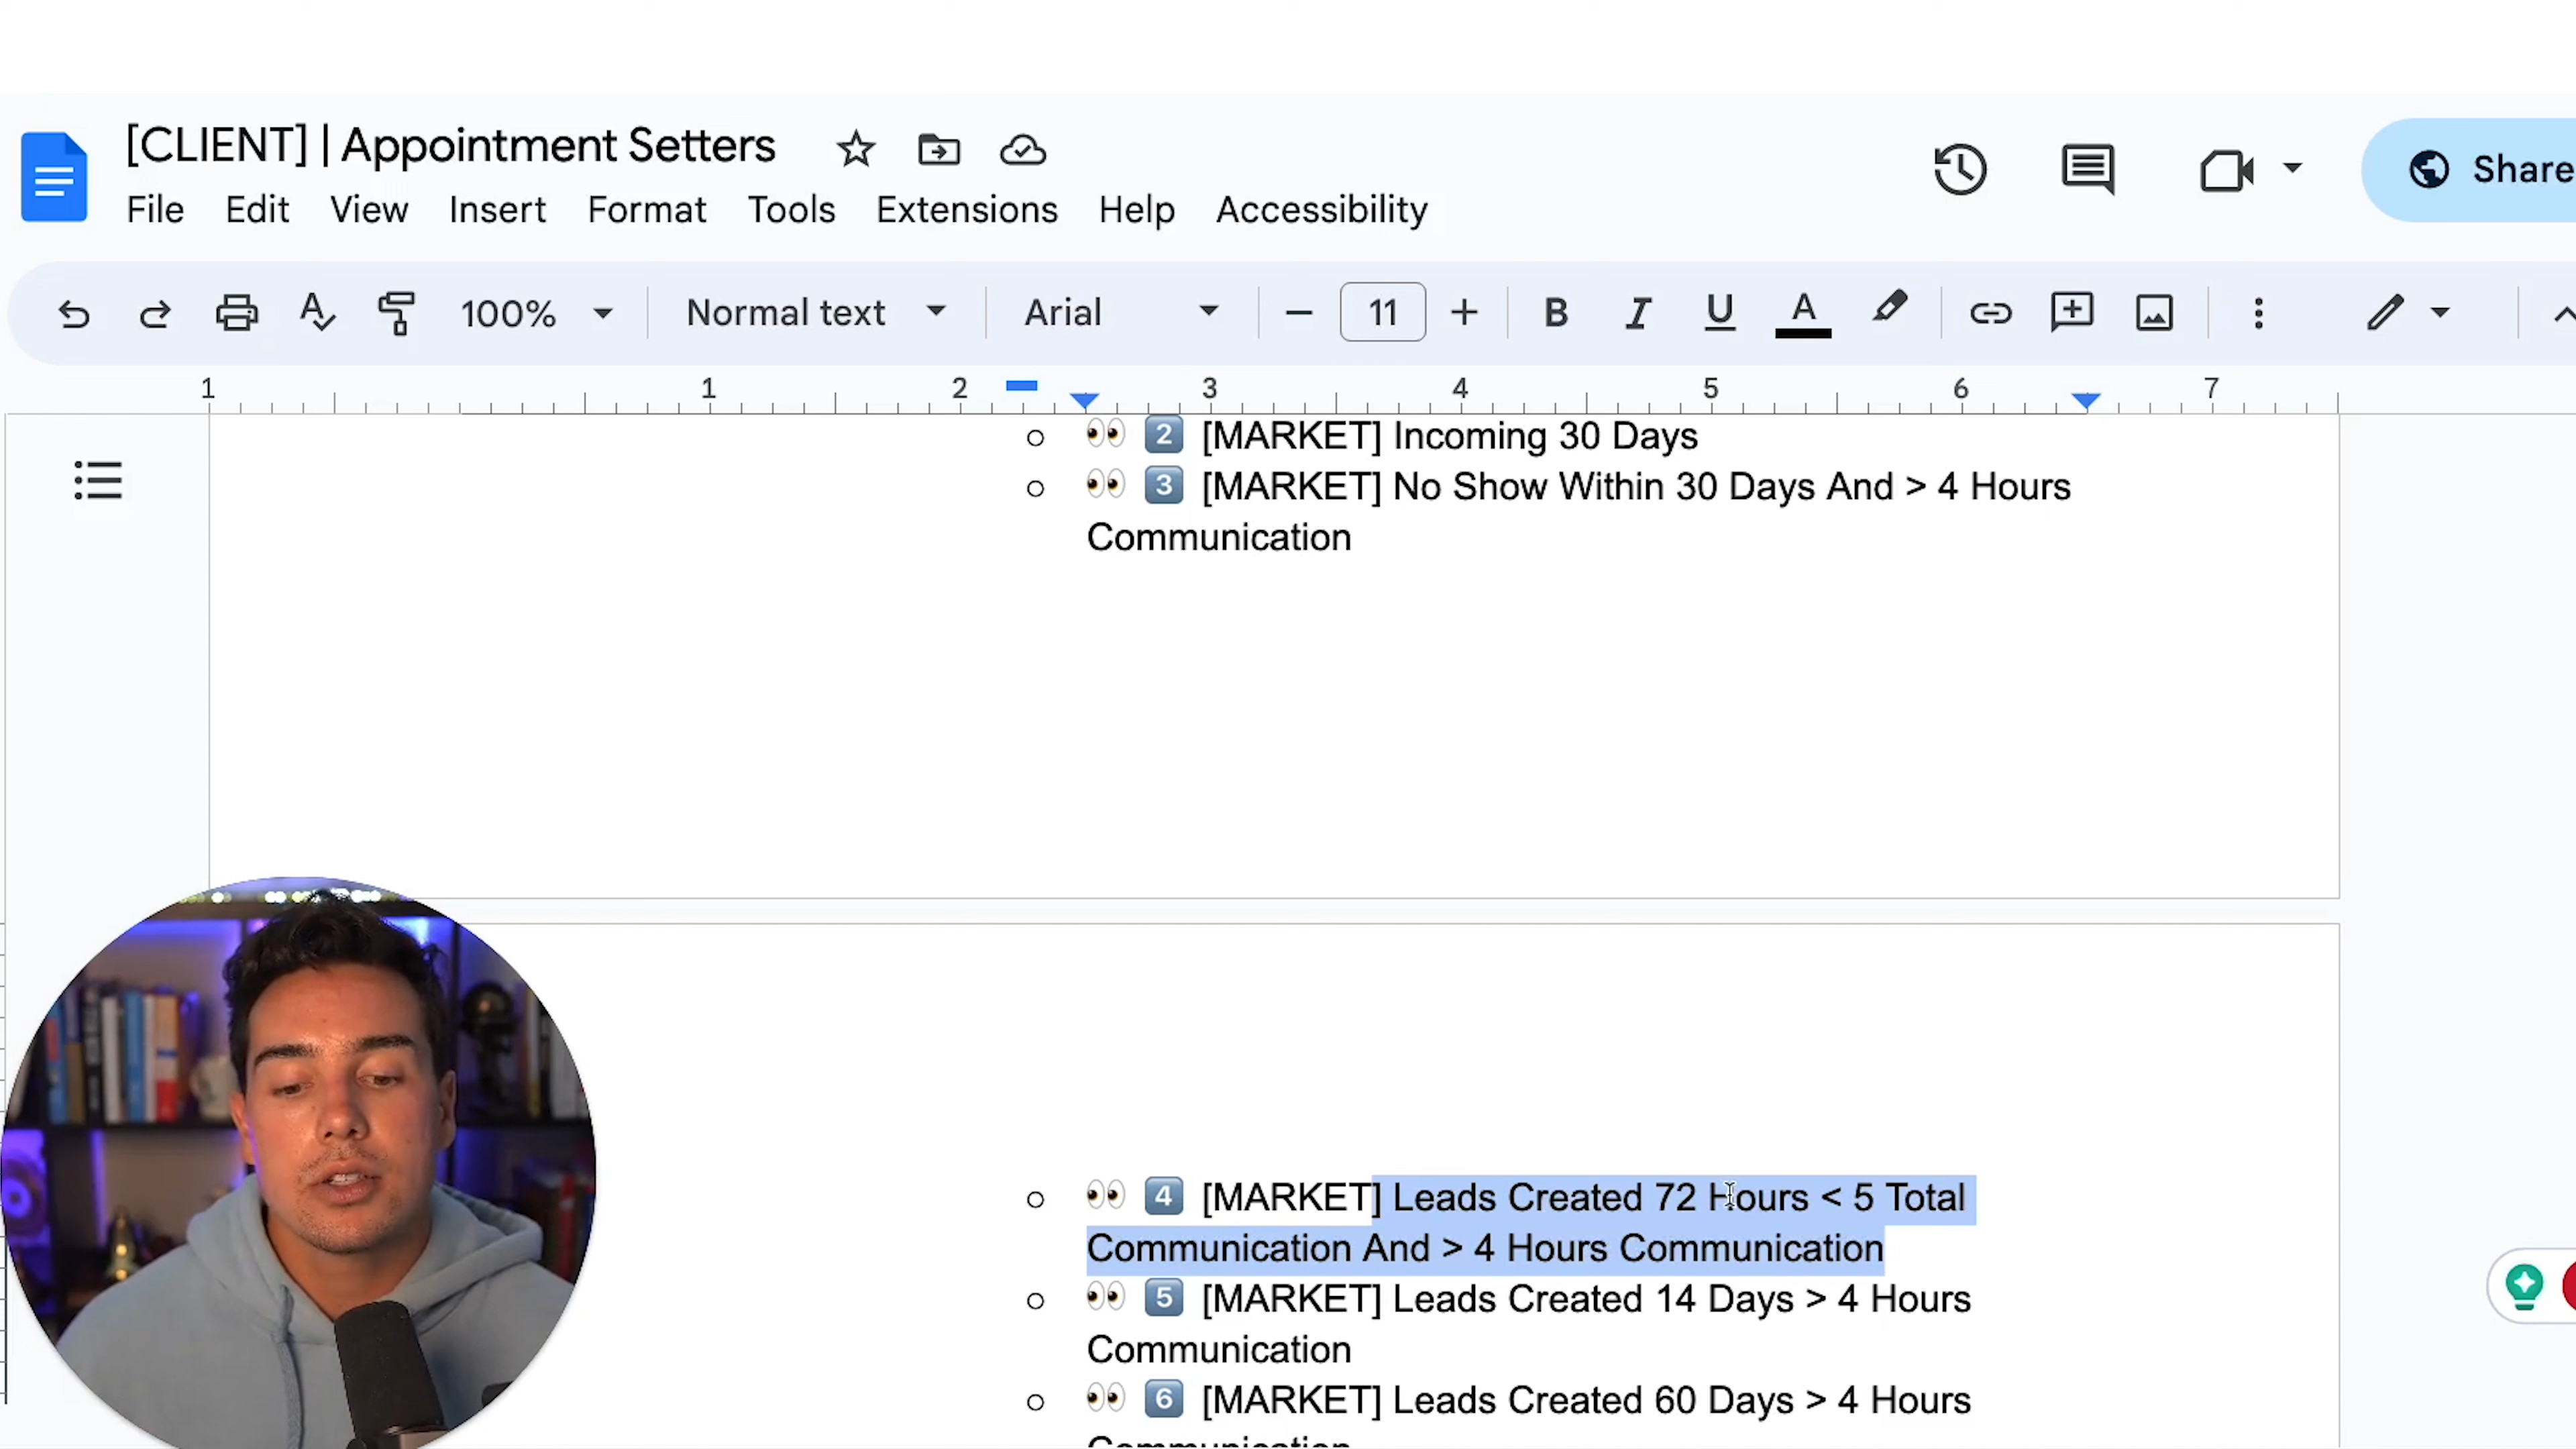 [CLIENT] | Appointment Setters
File Edit View Insert Format Tools Extensions Help Accessibility
Share
100% Normal text Arial 11
1 1 2 3 4 5 6 7
👀 2️⃣ [MARKET] Incoming 30 Days
👀 3️⃣ [MARKET] No Show Within 30 Days And > 4 Hours
Communication
👀 4️⃣ [MARKET] Leads Created 72 Hours < 5 Total
Communication And > 4 Hours Communication
👀 5️⃣ [MARKET] Leads Created 14 Days > 4 Hours
Communication
👀 6️⃣ [MARKET] Leads Created 60 Days > 4 Hours
Communication